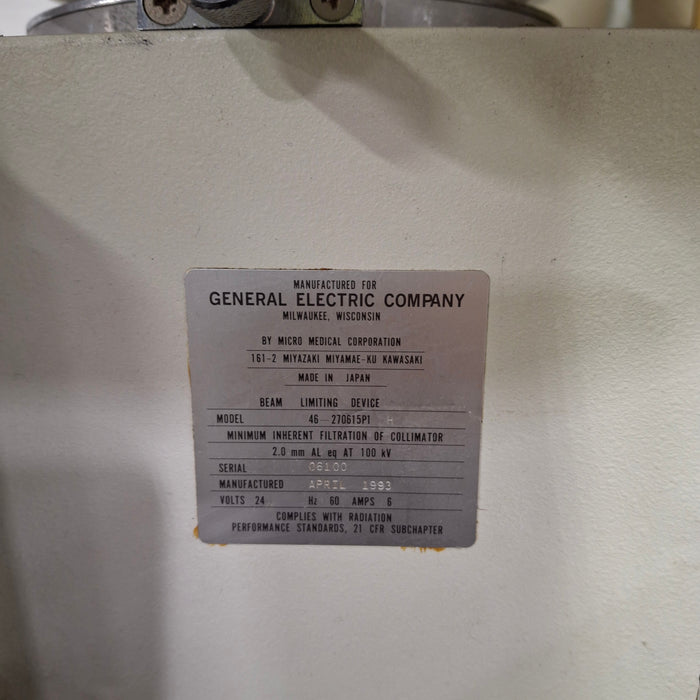 MANUFACTURED FOR
GENERAL ELECTRIC COMPANY
MILWAUKEE, WISCONSIN
BY MICRO MEDICAL CORPORATION
161-2 MIYAZAKI MIYAMAE-KU KAWASAKI
MADE IN JAPAN
BEAM LIMITING DEVICE
MODEL 46-270615P1 H
MINIMUM INHERENT FILTRATION OF COLLIMATOR
2.0 mm AL eq AT 100 kV
SERIAL 06100
MANUFACTURED APRIL 1993
VOLTS 24 Hz 60 AMPS 6
COMPLIES WITH RADIATION
PERFORMANCE STANDARDS, 21 CFR SUBCHAPTER